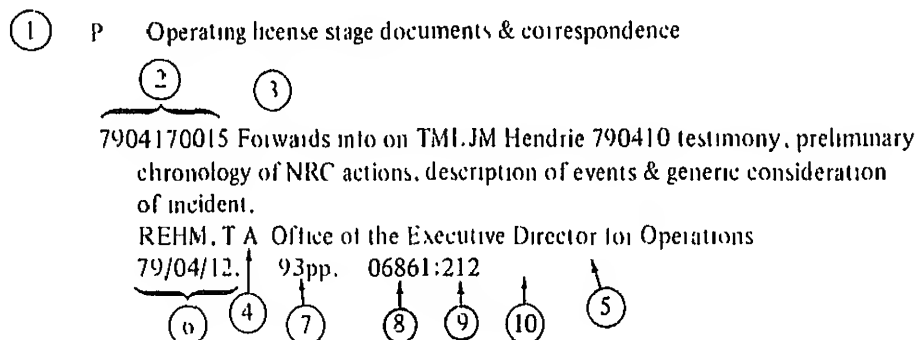 1 P Operating license stage documents & correspondence
2 3
7904170015 Forwards info on TMI.JM Hendrie 790410 testimony, preliminary
chronology of NRC actions, description of events & generic consideration
of incident.
REHM.T A Office of the Executive Director for Operations
79/04/12. 93pp. 06861:212
6 4 7 8 9 10 5